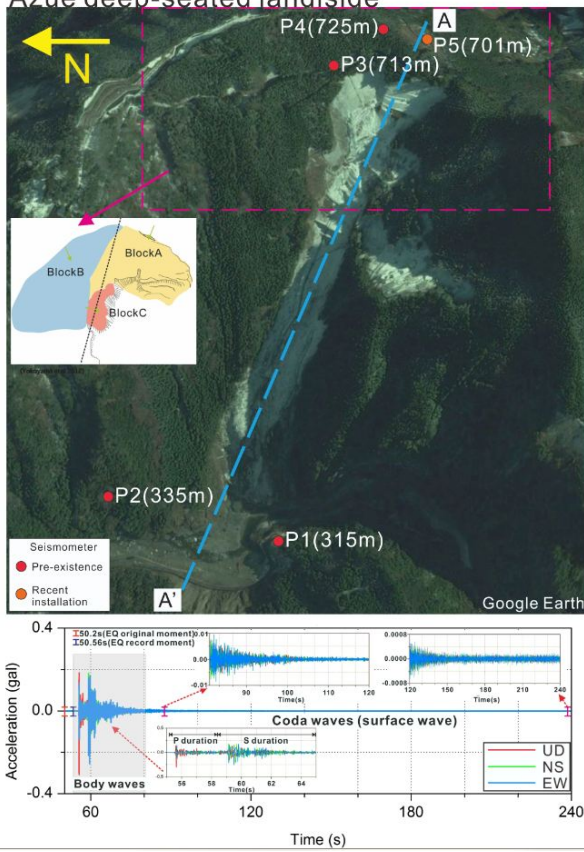 Azue deep-seated landslide
A
P4(725m)
P5(701m)
P3(713m)
N
BlockA
BlockB
BlockC
P2(335m)
P1(315m)
Seismometer
Pre-existence
Recent
installation
A'
Google Earth
0.4
0.0
-0.4
Acceleration (gal)
50.2s(EQ original moment)
50.56s(EQ record moment)
0.01
0.00
-0.01
100
120
Time(s)
0.0008
0.0000
-0.0008
120 150 180 210 240
Time(s)
Coda waves (surface wave)
P duration
S duration
56 58 60 62 64
Time(s)
Body waves
UD
NS
EW
60 120 180 240
Time (s)